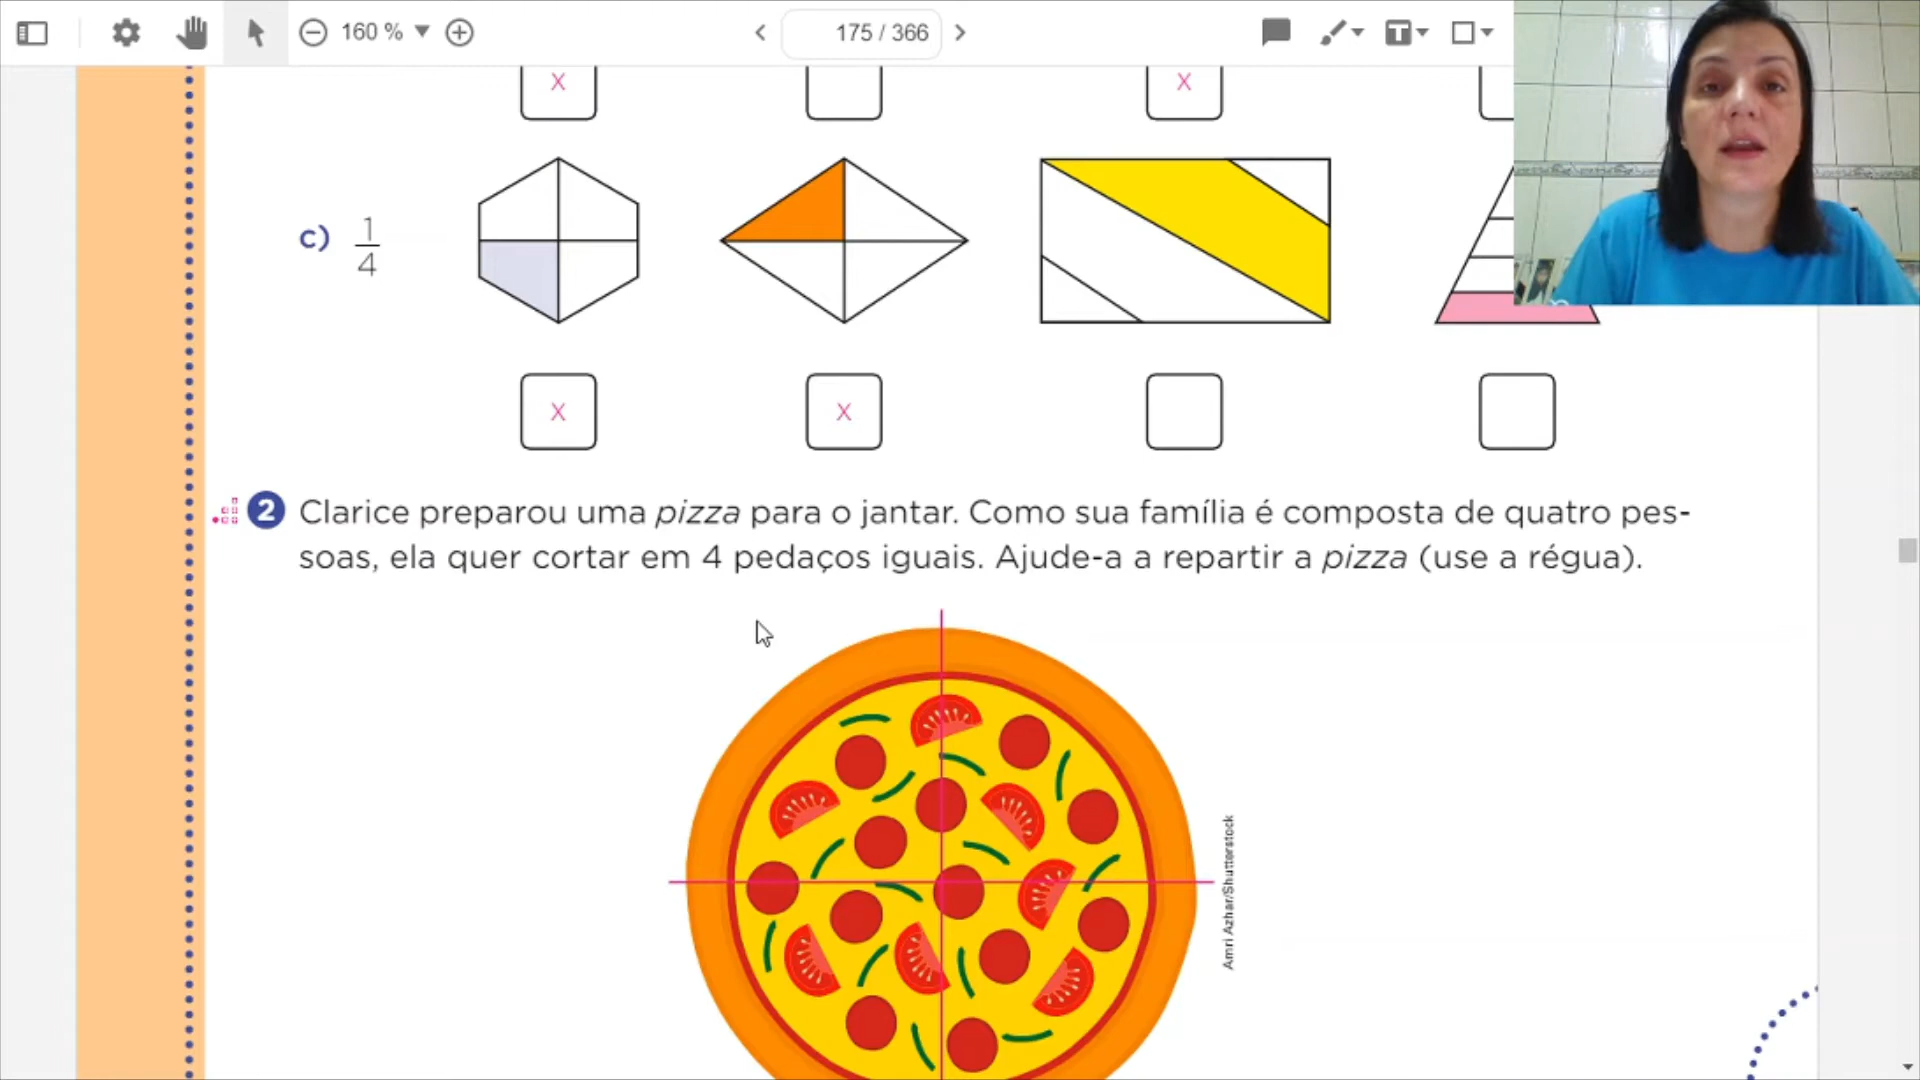 160 %
175 / 366
X
X
c) 1/4
X
X
2 Clarice preparou uma pizza para o jantar. Como sua família é composta de quatro pes-
soas, ela quer cortar em 4 pedaços iguais. Ajude-a a repartir a pizza (use a régua).
Amri Azhar/Shutterstock